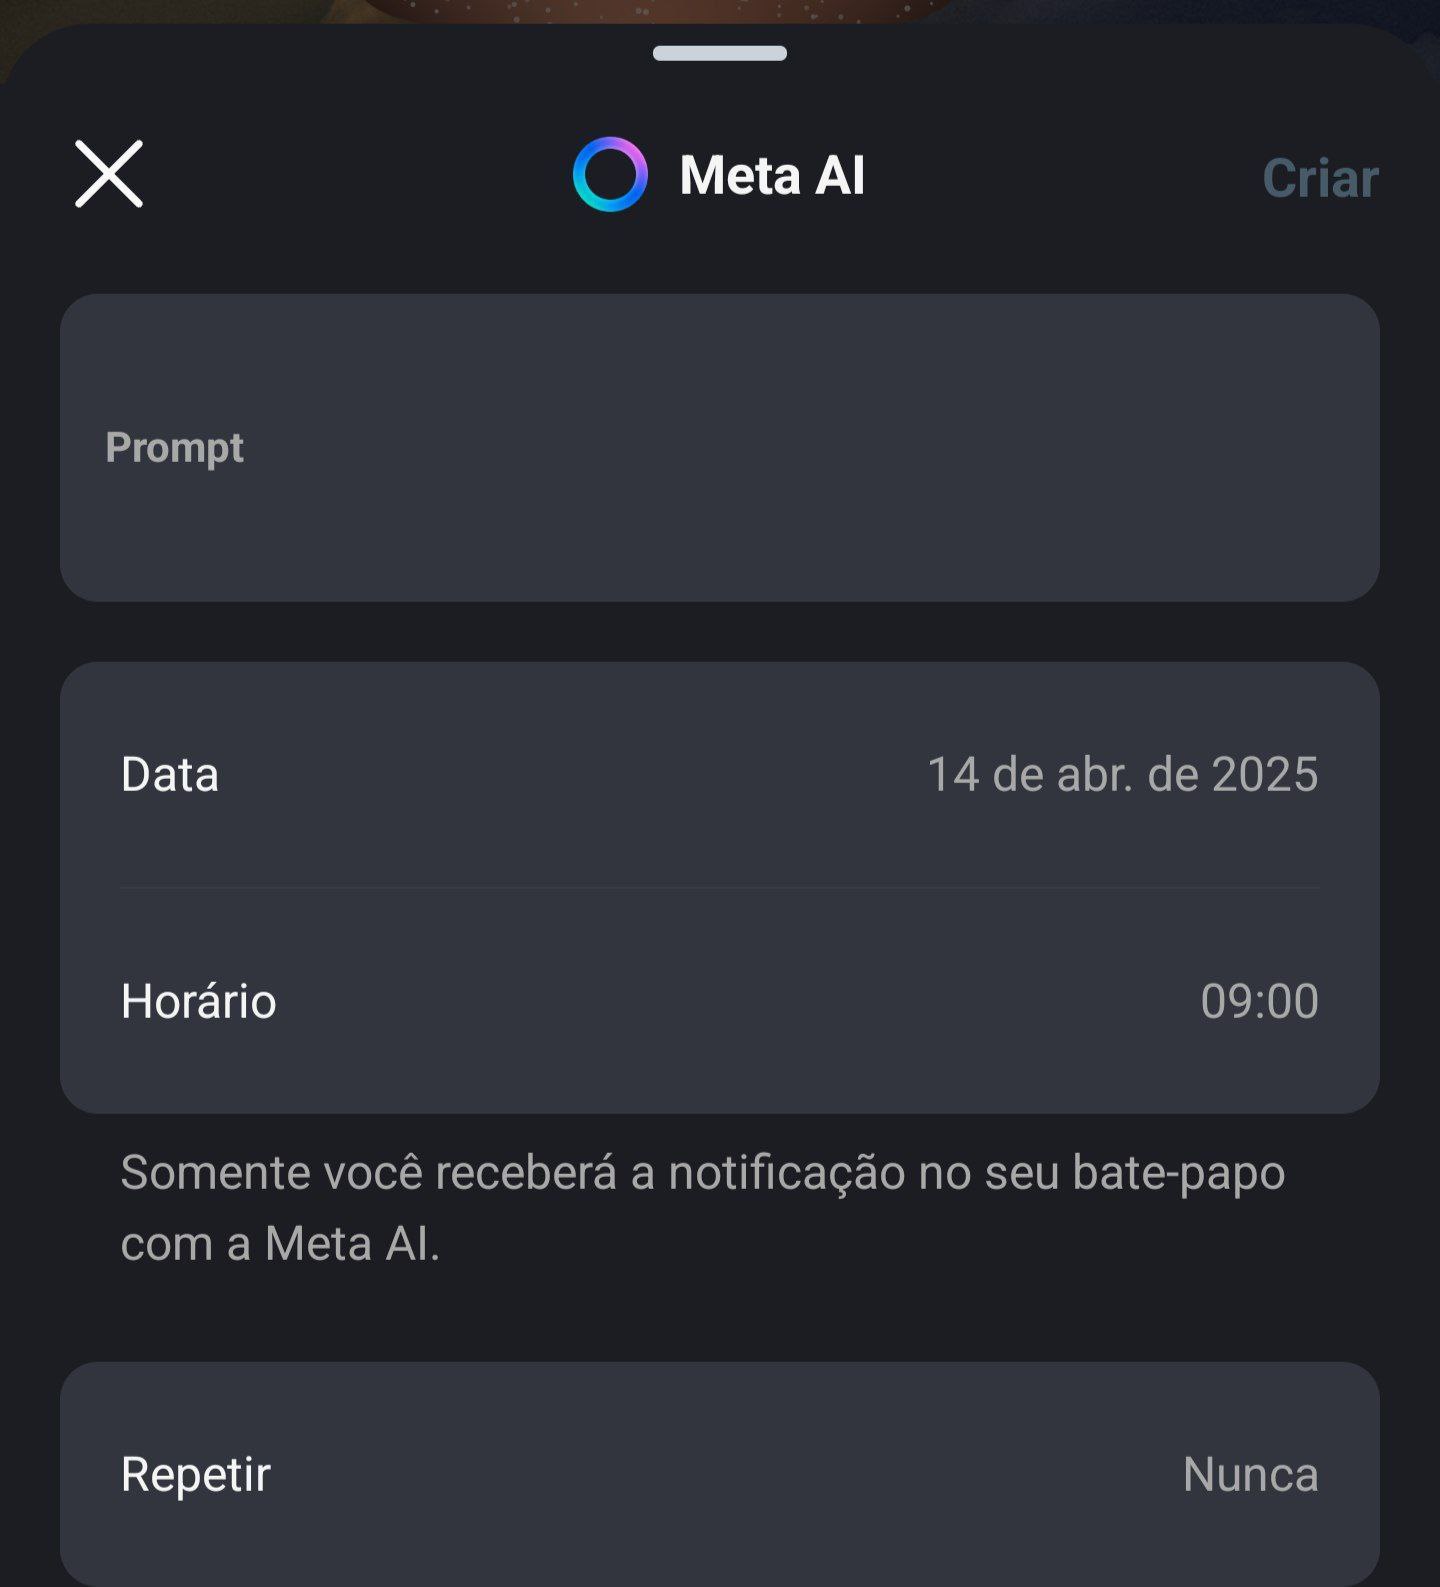 Meta AI
Criar
Prompt
Data
14 de abr. de 2025
Horário
09:00
Somente você receberá a notificação no seu bate-papo
com a Meta AI.
Repetir
Nunca